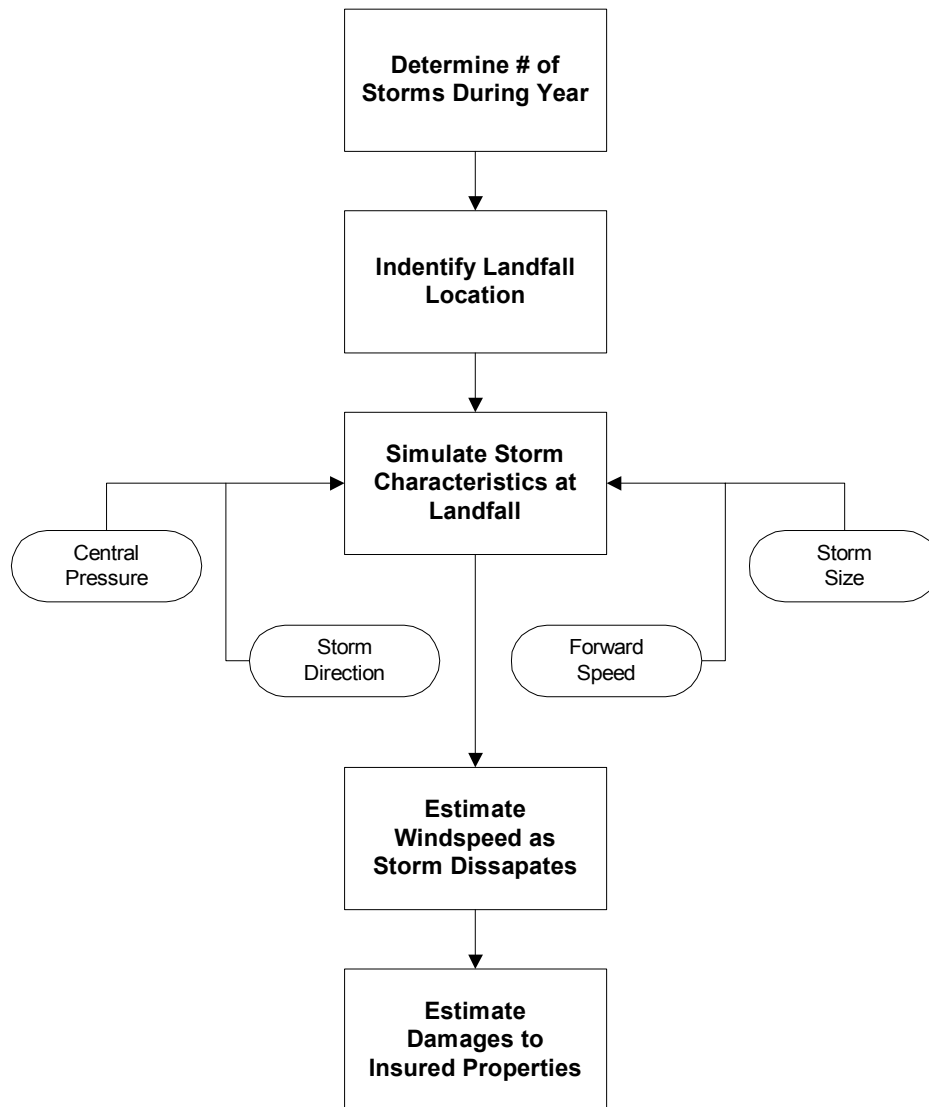 Determine # of
Storms During Year
Indentify Landfall
Location
Simulate Storm
Characteristics at
Landfall
Central
Pressure
Storm
Size
Storm
Direction
Forward
Speed
Estimate
Windspeed as
Storm Dissapates
Estimate
Damages to
Insured Properties